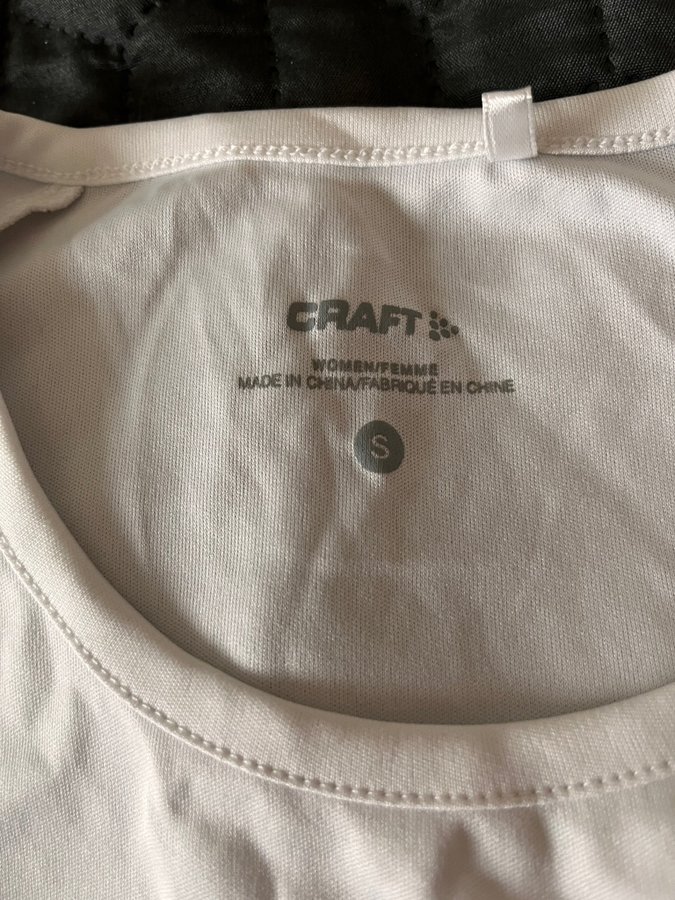 CRAFT
WOMEN/FEMME
MADE IN CHINA/FABRIQUÉ EN CHINE
S